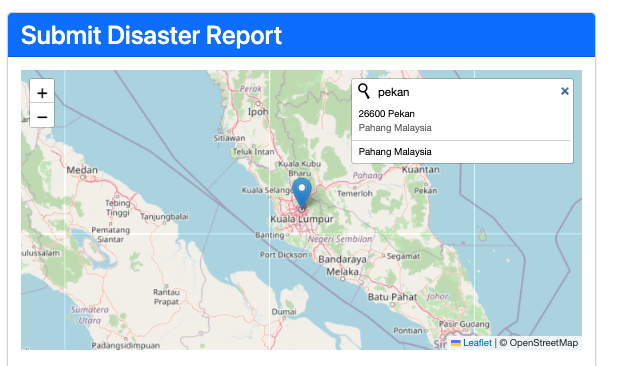 Submit Disaster Report
+
−
pekan
×
26600 Pekan
Pahang Malaysia
Pahang Malaysia
Perak
Ipoh
Sitiawan
Teluk Intan
Kuala Kubu
Bharu
Pahang
Kuantan
Medan
Kuala Selangor
Temerloh
Pekan
Tebing
Tinggi
Tanjungbalai
Kuala Lumpur
Pematang
Siantar
Banting
Negeri Sembilan
ulussalam
Port Dickson
Bandaraya
Melaka
Segamat
Rantau
Prapat
Batu Pahat
Johor
Sumatera
Utara
Dumai
Pontian
Pasir Gudang
Padangsidimpuan
Sin
Leaflet | © OpenStreetMap